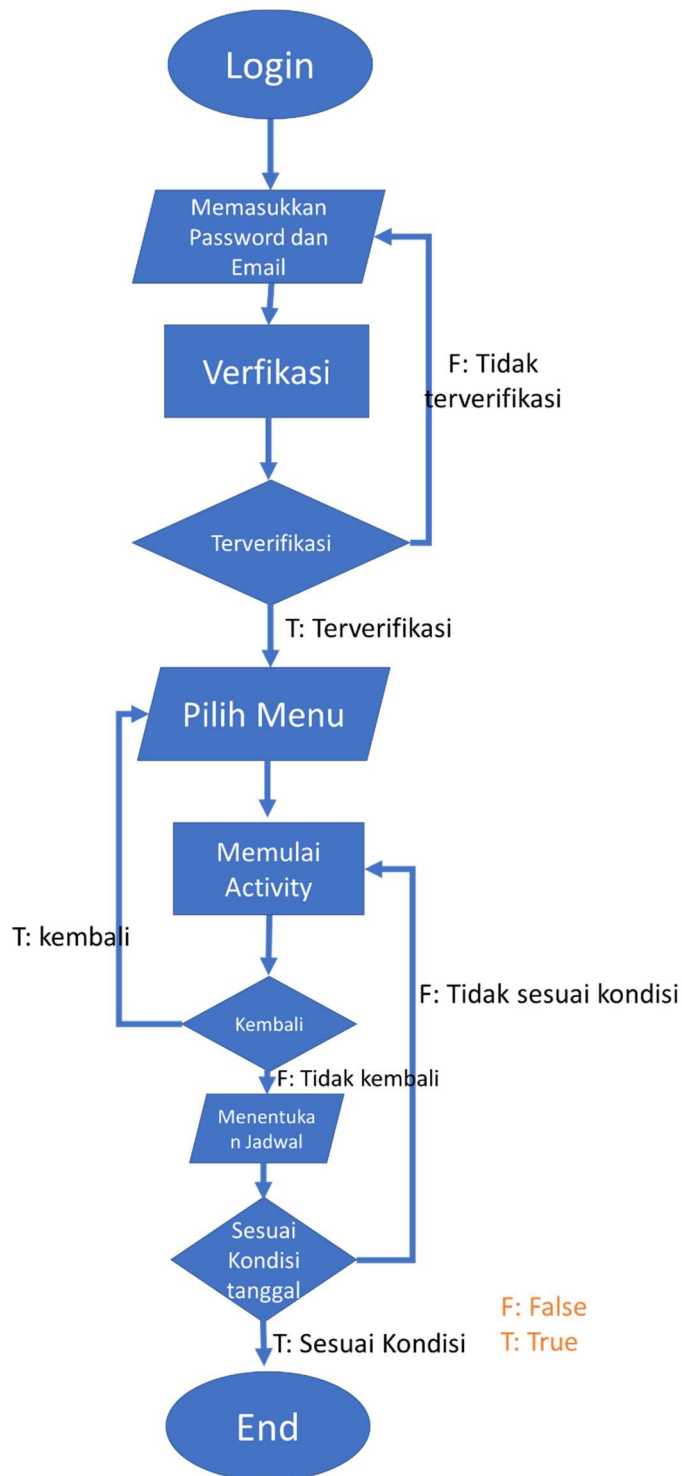 Login
Memasukkan
Password dan
Email
Verfikasi
F: Tidak
terverifikasi
Terverifikasi
T: Terverifikasi
Pilih Menu
Memulai
Activity
T: kembali
F: Tidak sesuai kondisi
Kembali
F: Tidak kembali
Menentuka
n Jadwal
Sesuai
Kondisi
tanggal
F: False
T: True
T: Sesuai Kondisi
End